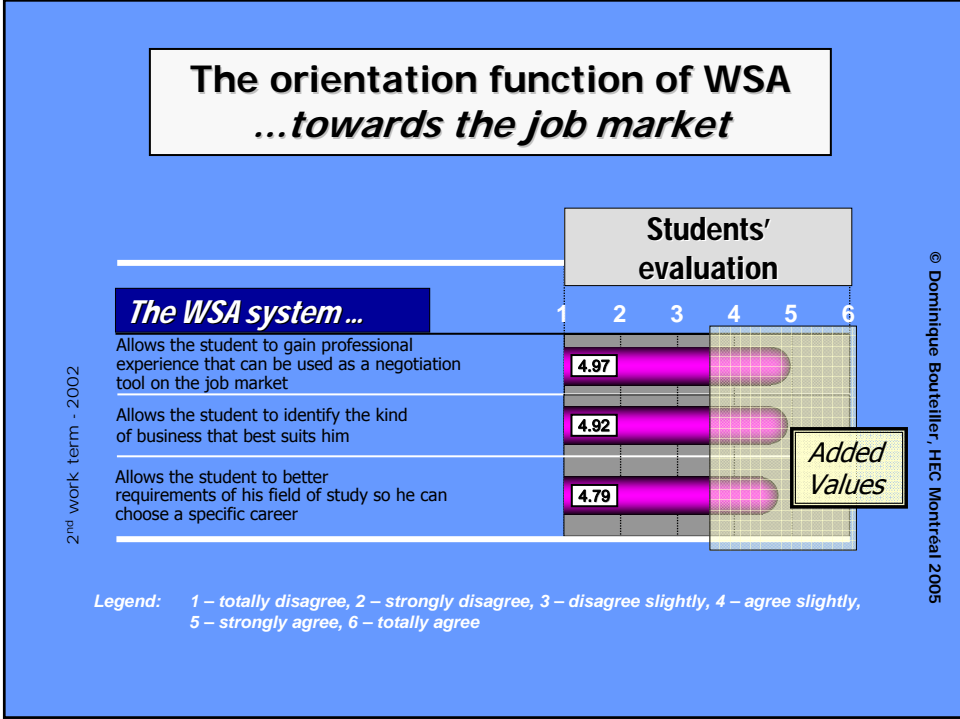 The orientation function of WSA
...towards the job market
Students'
evaluation
The WSA system ...
1 2 3 4 5 6
Allows the student to gain professional
experience that can be used as a negotiation
tool on the job market
4.97
Allows the student to identify the kind
of business that best suits him
4.92
Allows the student to better
requirements of his field of study so he can
choose a specific career
4.79
Added
Values
2nd work term - 2002
© Dominique Bouteiller, HEC Montréal 2005
Legend: 1 – totally disagree, 2 – strongly disagree, 3 – disagree slightly, 4 – agree slightly,
5 – strongly agree, 6 – totally agree